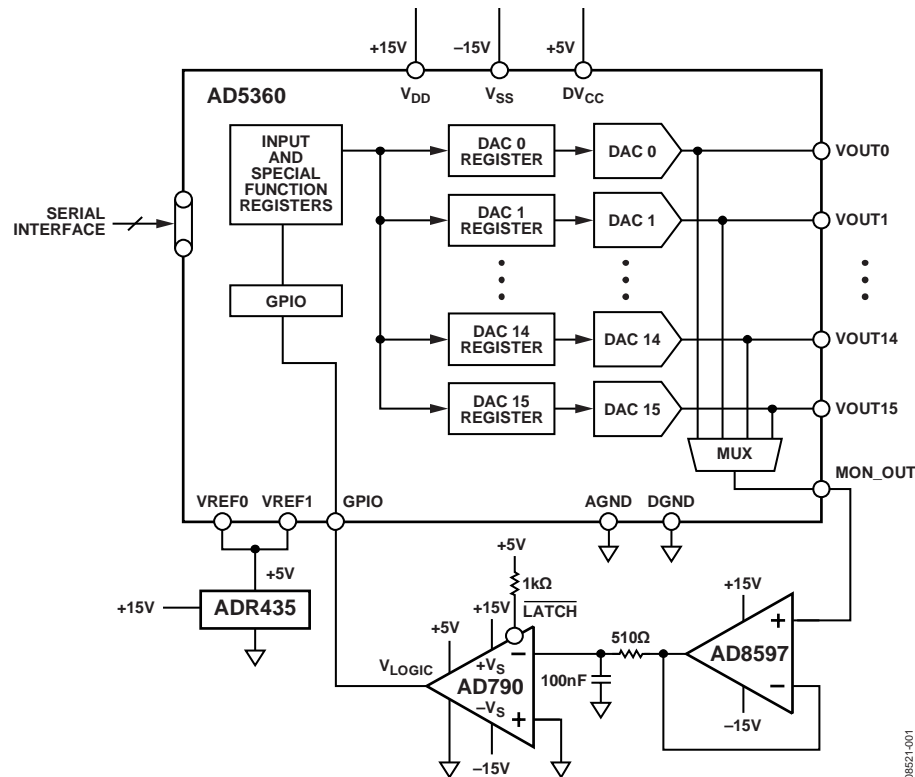 +15V
–15V
+5V
AD5360
VDD
VSS
DVCC
INPUT
AND
SPECIAL
FUNCTION
REGISTERS
DAC 0
REGISTER
DAC 0
VOUT0
SERIAL
INTERFACE
DAC 1
REGISTER
DAC 1
VOUT1
GPIO
DAC 14
REGISTER
DAC 14
VOUT14
DAC 15
REGISTER
DAC 15
VOUT15
MUX
MON_OUT
VREF0
VREF1
GPIO
AGND
DGND
+5V
+15V
ADR435
+5V
1kΩ
+15V
LATCH
+5V
VLOGIC
+VS
–
AD790
–VS
+
–15V
510Ω
100nF
+15V
+
AD8597
–
–15V
08521-001